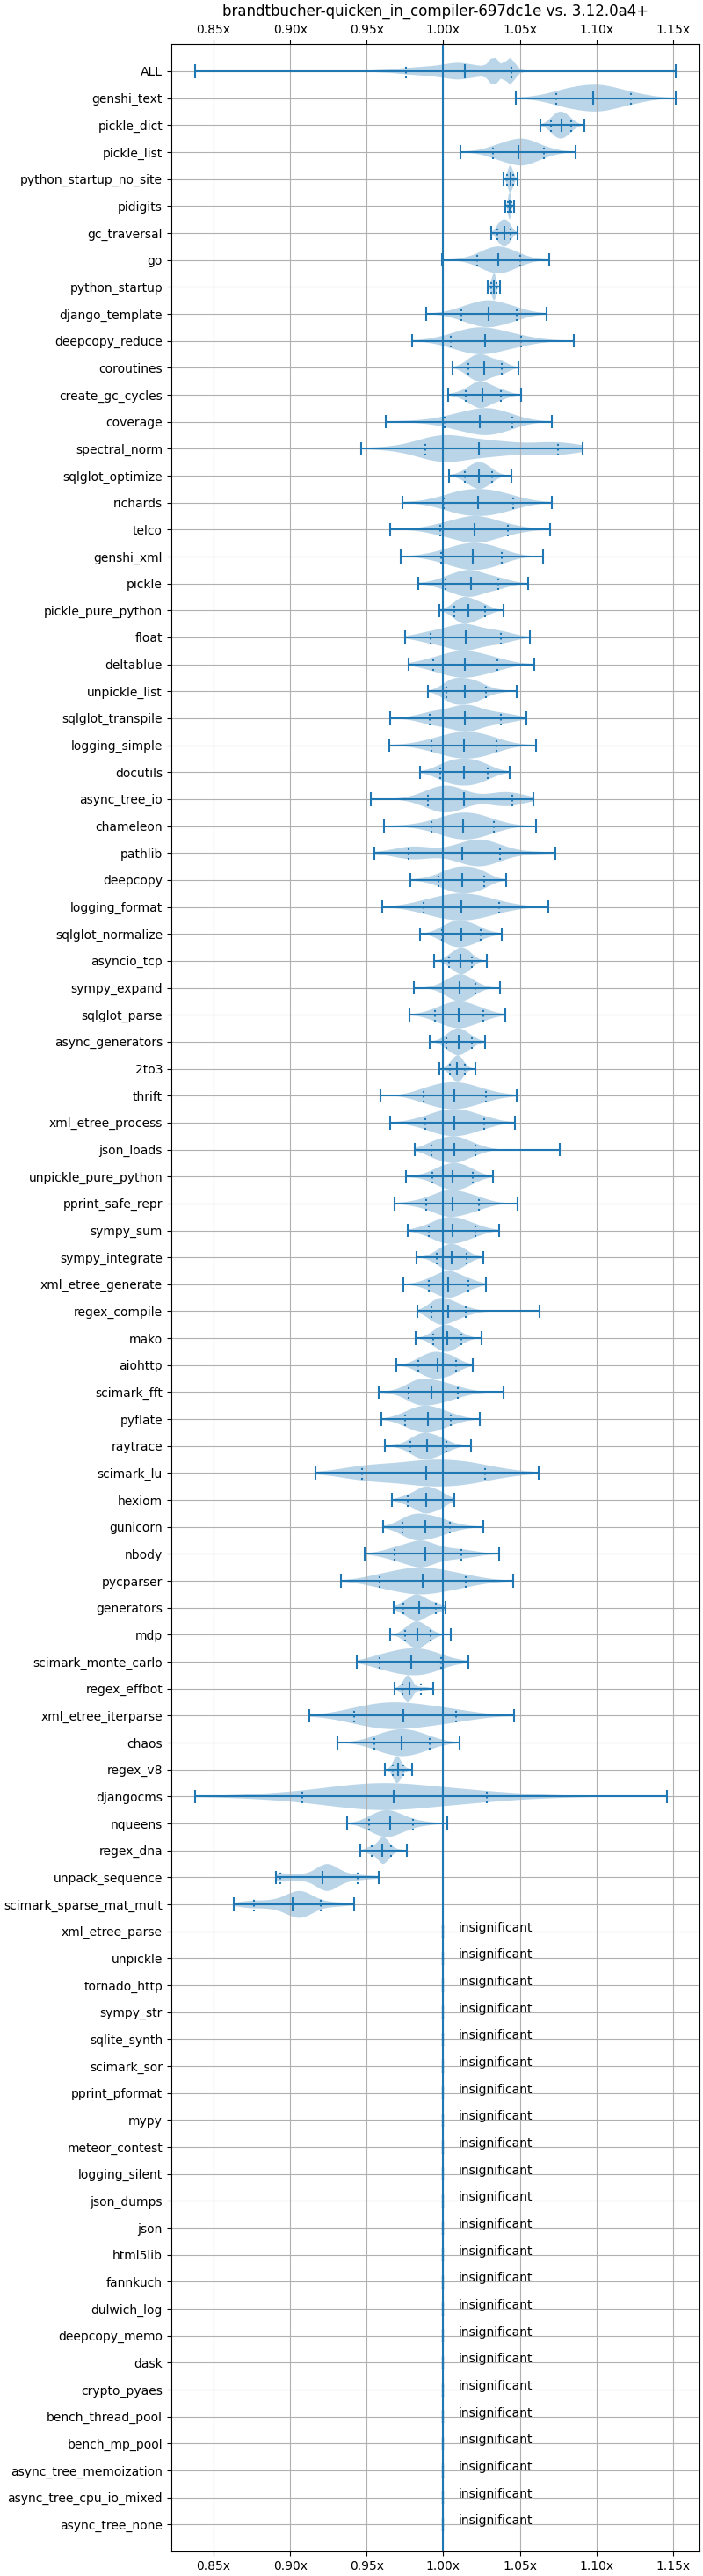 brandtbucher-quicken_in_compiler-697dc1e vs. 3.12.0a4+
0.85x 0.90x 0.95x 1.00x 1.05x 1.10x 1.15x
ALL
genshi_text
pickle_dict
pickle_list
python_startup_no_site
pidigits
gc_traversal
go
python_startup
django_template
deepcopy_reduce
coroutines
create_gc_cycles
coverage
spectral_norm
sqlglot_optimize
richards
telco
genshi_xml
pickle
pickle_pure_python
float
deltablue
unpickle_list
sqlglot_transpile
logging_simple
docutils
async_tree_io
chameleon
pathlib
deepcopy
logging_format
sqlglot_normalize
asyncio_tcp
sympy_expand
sqlglot_parse
async_generators
2to3
thrift
xml_etree_process
json_loads
unpickle_pure_python
pprint_safe_repr
sympy_sum
sympy_integrate
xml_etree_generate
regex_compile
mako
aiohttp
scimark_fft
pyflate
raytrace
scimark_lu
hexiom
gunicorn
nbody
pycparser
generators
mdp
scimark_monte_carlo
regex_effbot
xml_etree_iterparse
chaos
regex_v8
djangocms
nqueens
regex_dna
unpack_sequence
scimark_sparse_mat_mult
xml_etree_parse insignificant
unpickle insignificant
tornado_http insignificant
sympy_str insignificant
sqlite_synth insignificant
scimark_sor insignificant
pprint_pformat insignificant
mypy insignificant
meteor_contest insignificant
logging_silent insignificant
json_dumps insignificant
json insignificant
html5lib insignificant
fannkuch insignificant
dulwich_log insignificant
deepcopy_memo insignificant
dask insignificant
crypto_pyaes insignificant
bench_thread_pool insignificant
bench_mp_pool insignificant
async_tree_memoization insignificant
async_tree_cpu_io_mixed insignificant
async_tree_none insignificant
0.85x 0.90x 0.95x 1.00x 1.05x 1.10x 1.15x